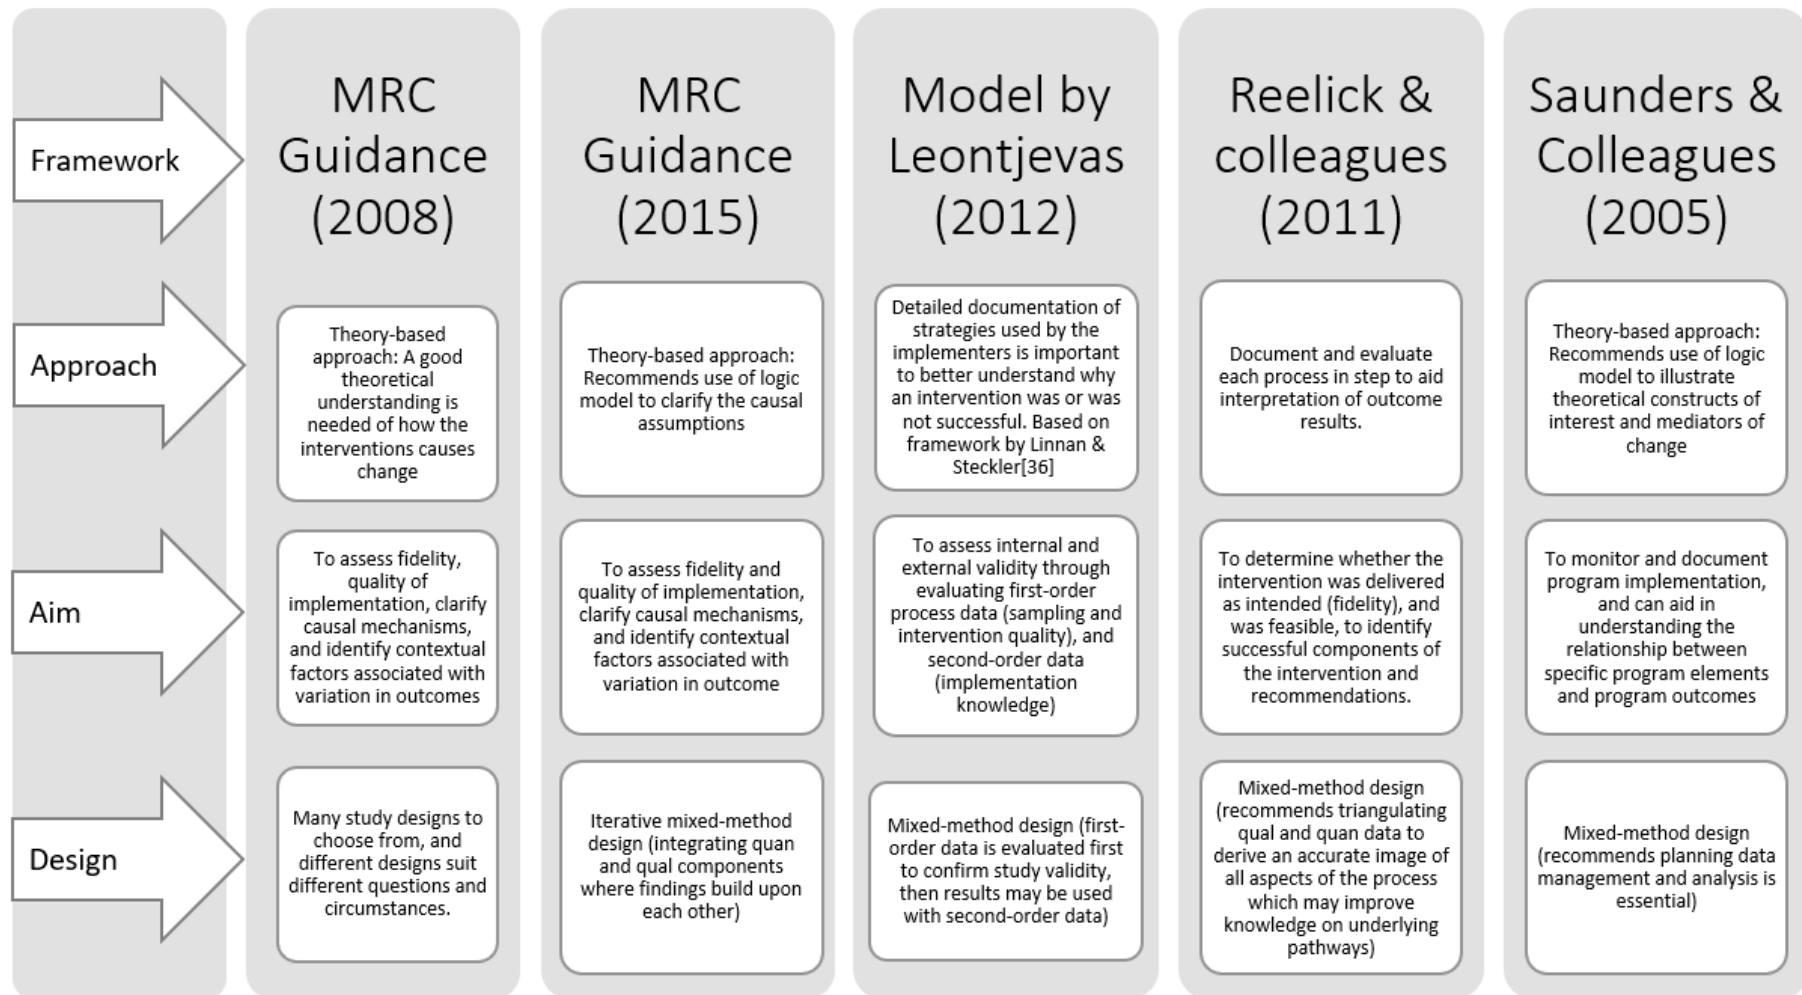 Framework
MRC
Guidance
(2008)
MRC
Guidance
(2015)
Model by
Leontjevas
(2012)
Reelick &
colleagues
(2011)
Saunders &
Colleagues
(2005)
Approach
Theory-based
approach: A good
theoretical
understanding is
needed of how the
interventions causes
change
Theory-based approach:
Recommends use of logic
model to clarify the causal
assumptions
Detailed documentation of
strategies used by the
implementers is important
to better understand why
an intervention was or was
not successful. Based on
framework by Linnan &
Steckler[36]
Document and evaluate
each process in step to aid
interpretation of outcome
results.
Theory-based approach:
Recommends use of logic
model to illustrate
theoretical constructs of
interest and mediators of
change
Aim
To assess fidelity,
quality of
implementation, clarify
causal mechanisms,
and identify contextual
factors associated with
variation in outcomes
To assess fidelity and
quality of implementation,
clarify causal mechanisms,
and identify contextual
factors associated with
variation in outcome
To assess internal and
external validity through
evaluating first-order
process data (sampling and
intervention quality), and
second-order data
(implementation
knowledge)
To determine whether the
intervention was delivered
as intended (fidelity), and
was feasible, to identify
successful components of
the intervention and
recommendations.
To monitor and document
program implementation,
and can aid in
understanding the
relationship between
specific program elements
and program outcomes
Design
Many study designs to
choose from, and
different designs suit
different questions and
circumstances.
Iterative mixed-method
design (integrating quan
and qual components
where findings build upon
each other)
Mixed-method design (first-
order data is evaluated first
to confirm study validity,
then results may be used
with second-order data)
Mixed-method design
(recommends triangulating
qual and quan data to
derive an accurate image of
all aspects of the process
which may improve
knowledge on underlying
pathways)
Mixed-method design
(recommends planning data
management and analysis is
essential)